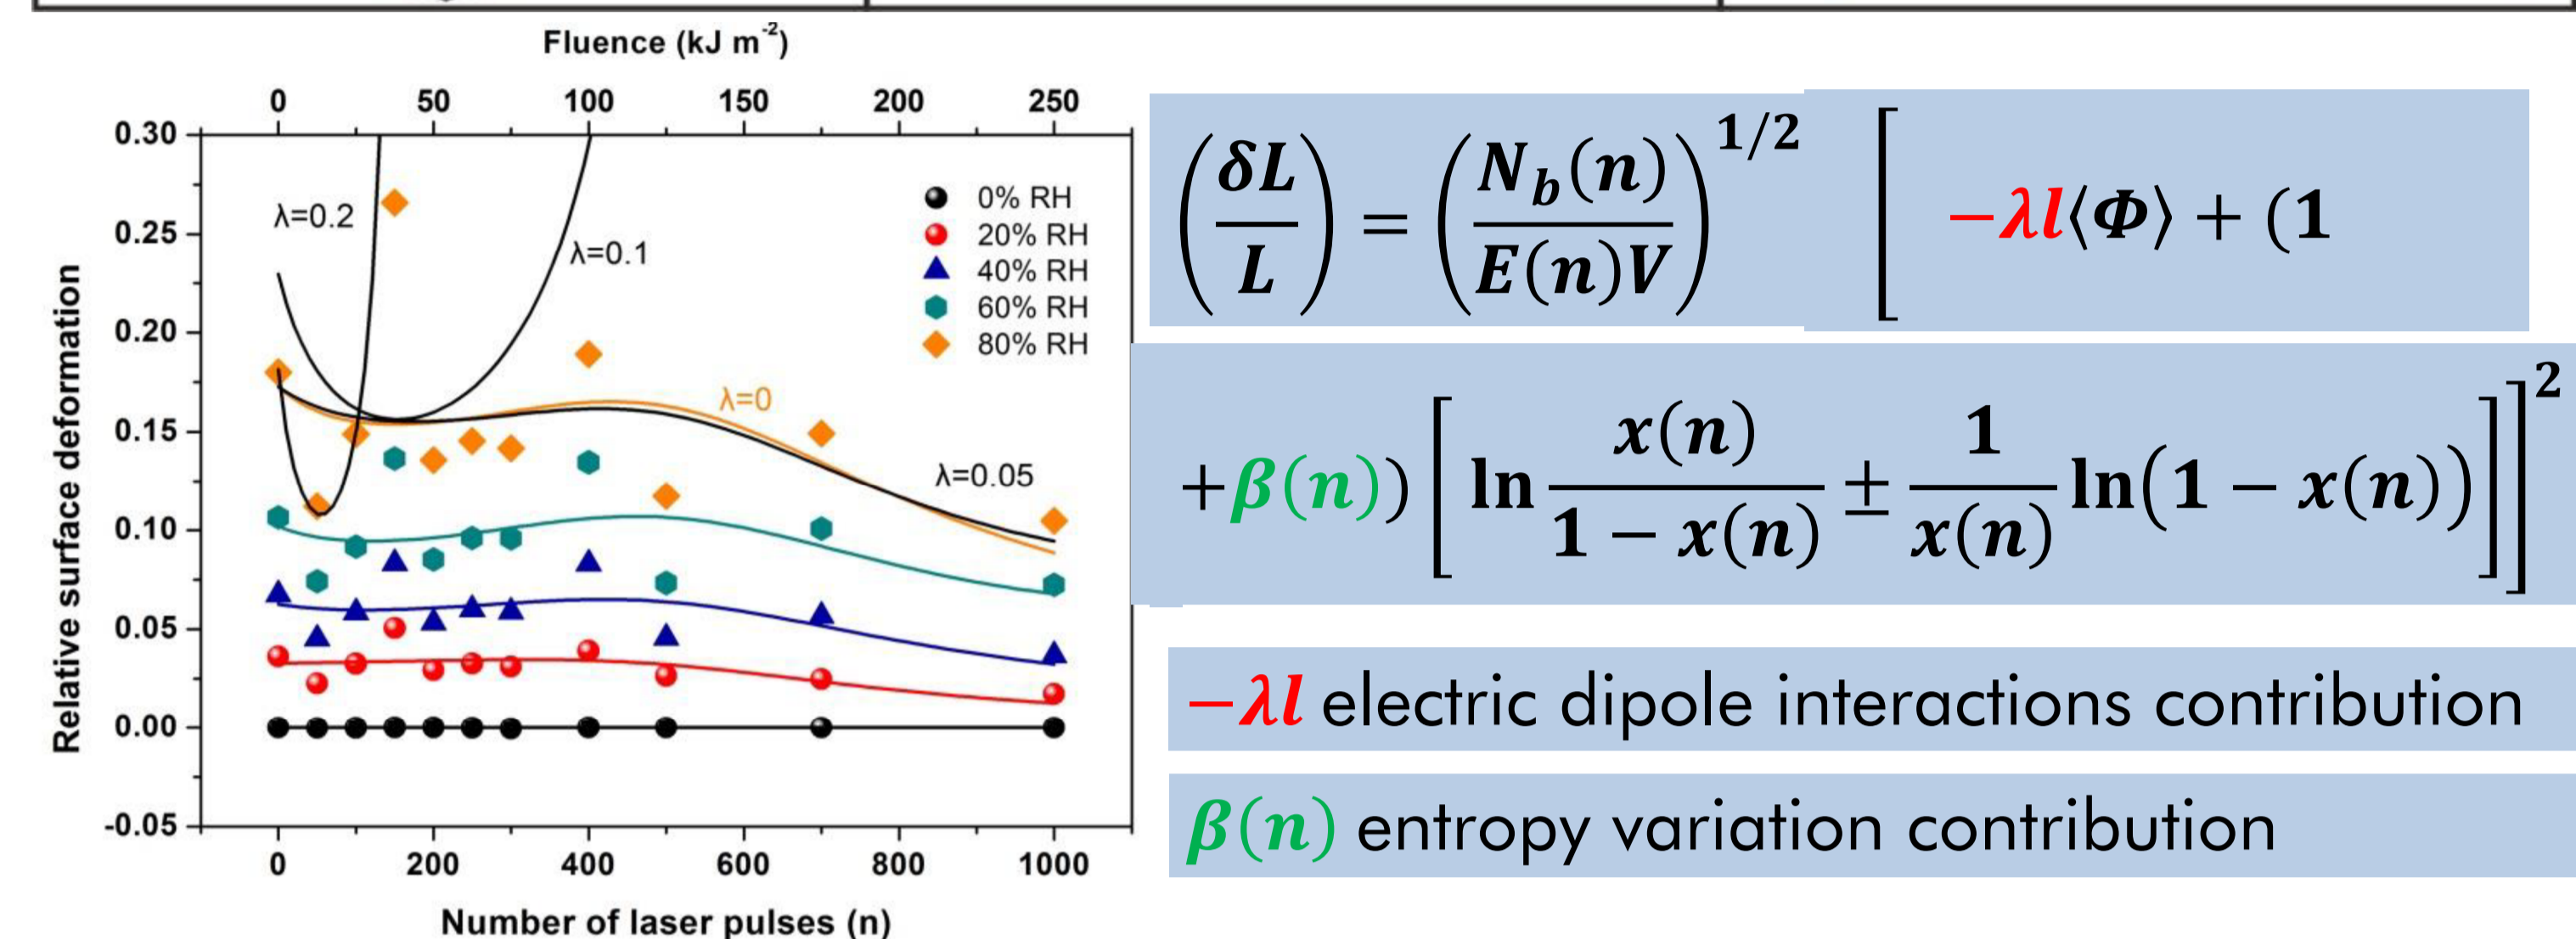 Fluence (kJ m⁻²)
0 50 100 150 200 250
0.30
0.25
0.20
0.15
0.10
0.05
0.00
-0.05
Relative surface deformation
λ=0.2
λ=0.1
λ=0
λ=0.05
0% RH
20% RH
40% RH
60% RH
80% RH
0 200 400 600 800 1000
Number of laser pulses (n)
(δL/L) = (N_b(n)/E(n)V)^1/2 [−λl⟨Φ⟩ + (1
+β(n)) [ln x(n)/1 − x(n) ± 1/x(n) ln(1 − x(n))]]^2
−λl electric dipole interactions contribution
β(n) entropy variation contribution